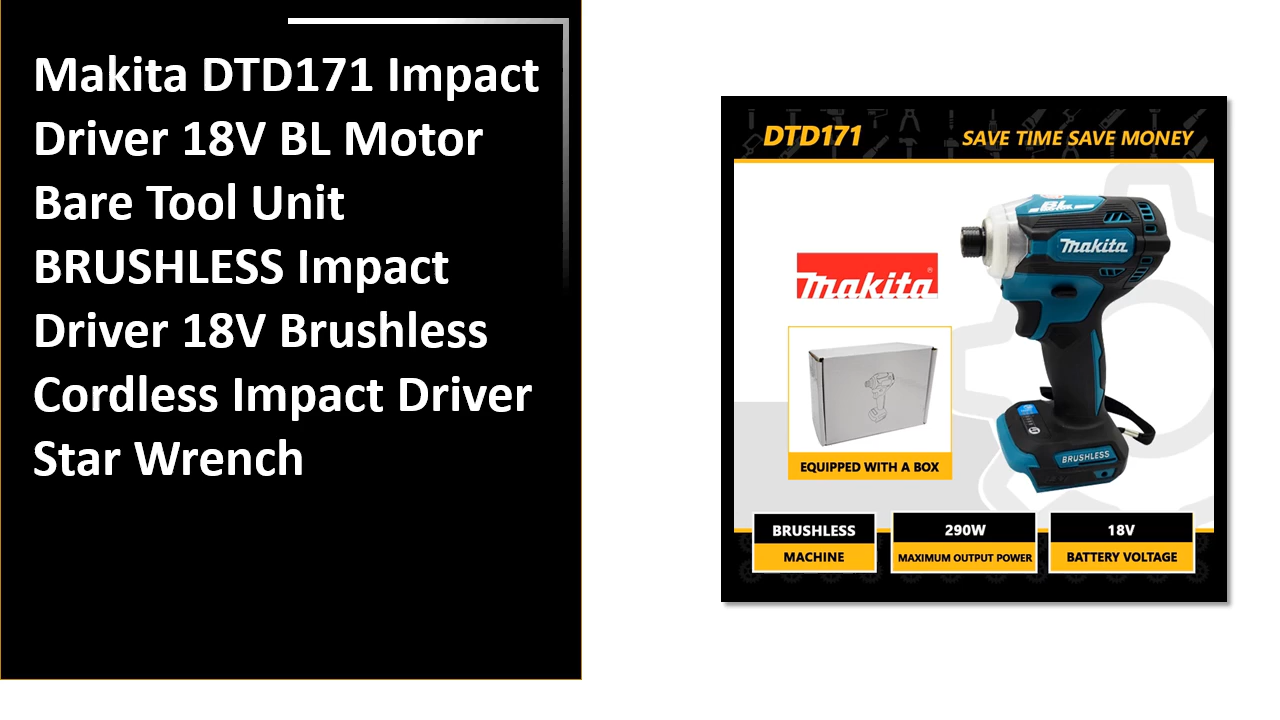 Makita DTD171 Impact
Driver 18V BL Motor
Bare Tool Unit
BRUSHLESS Impact
Driver 18V Brushless
Cordless Impact Driver
Star Wrench
DTD171
SAVE TIME SAVE MONEY
BL
makita
makita
EQUIPPED WITH A BOX
BRUSHLESS
BRUSHLESS
MACHINE
290W
MAXIMUM OUTPUT POWER
18V
BATTERY VOLTAGE